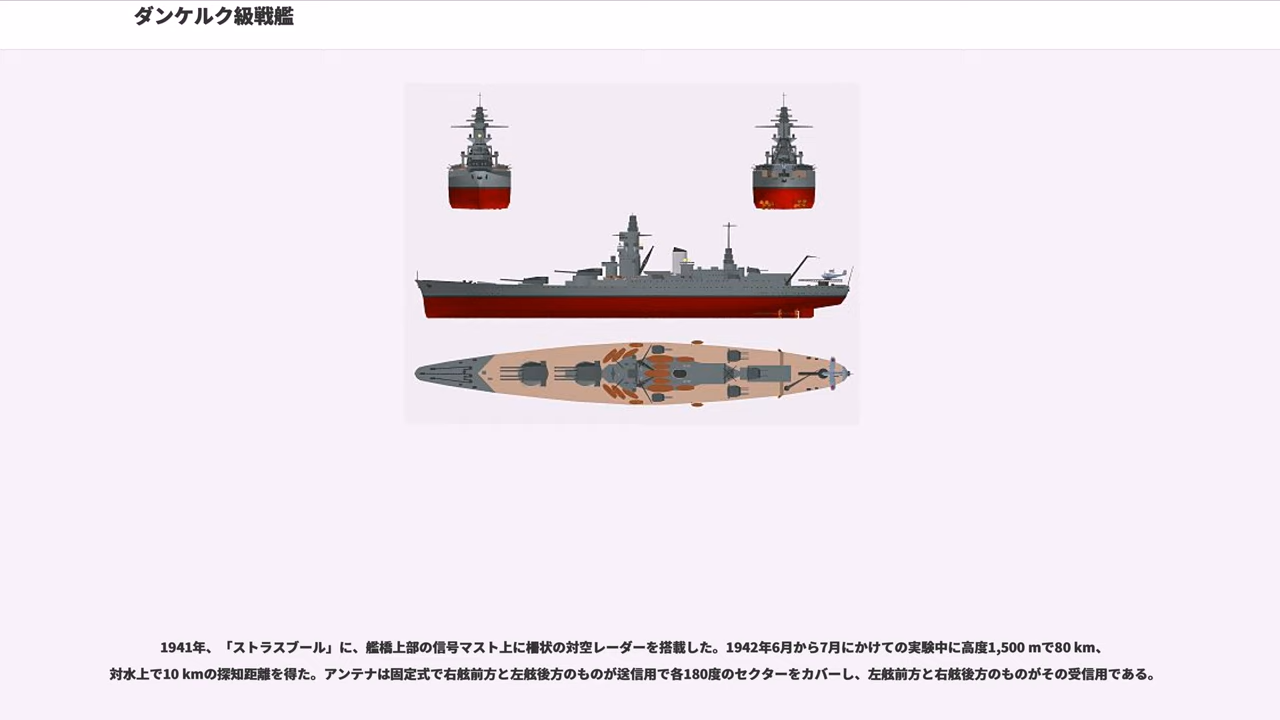 ダンケルク級戦艦
1941年、「ストラスブール」に、艦橋上部の信号マスト上に柵状の対空レーダーを搭載した。1942年6月から7月にかけての実験中に高度1,500 mで80 km、
対水上で10 kmの探知距離を得た。アンテナは固定式で右舷前方と左舷後方のものが送信用で各180度のセクターをカバーし、左舷前方と右舷後方のものがその受信用である。